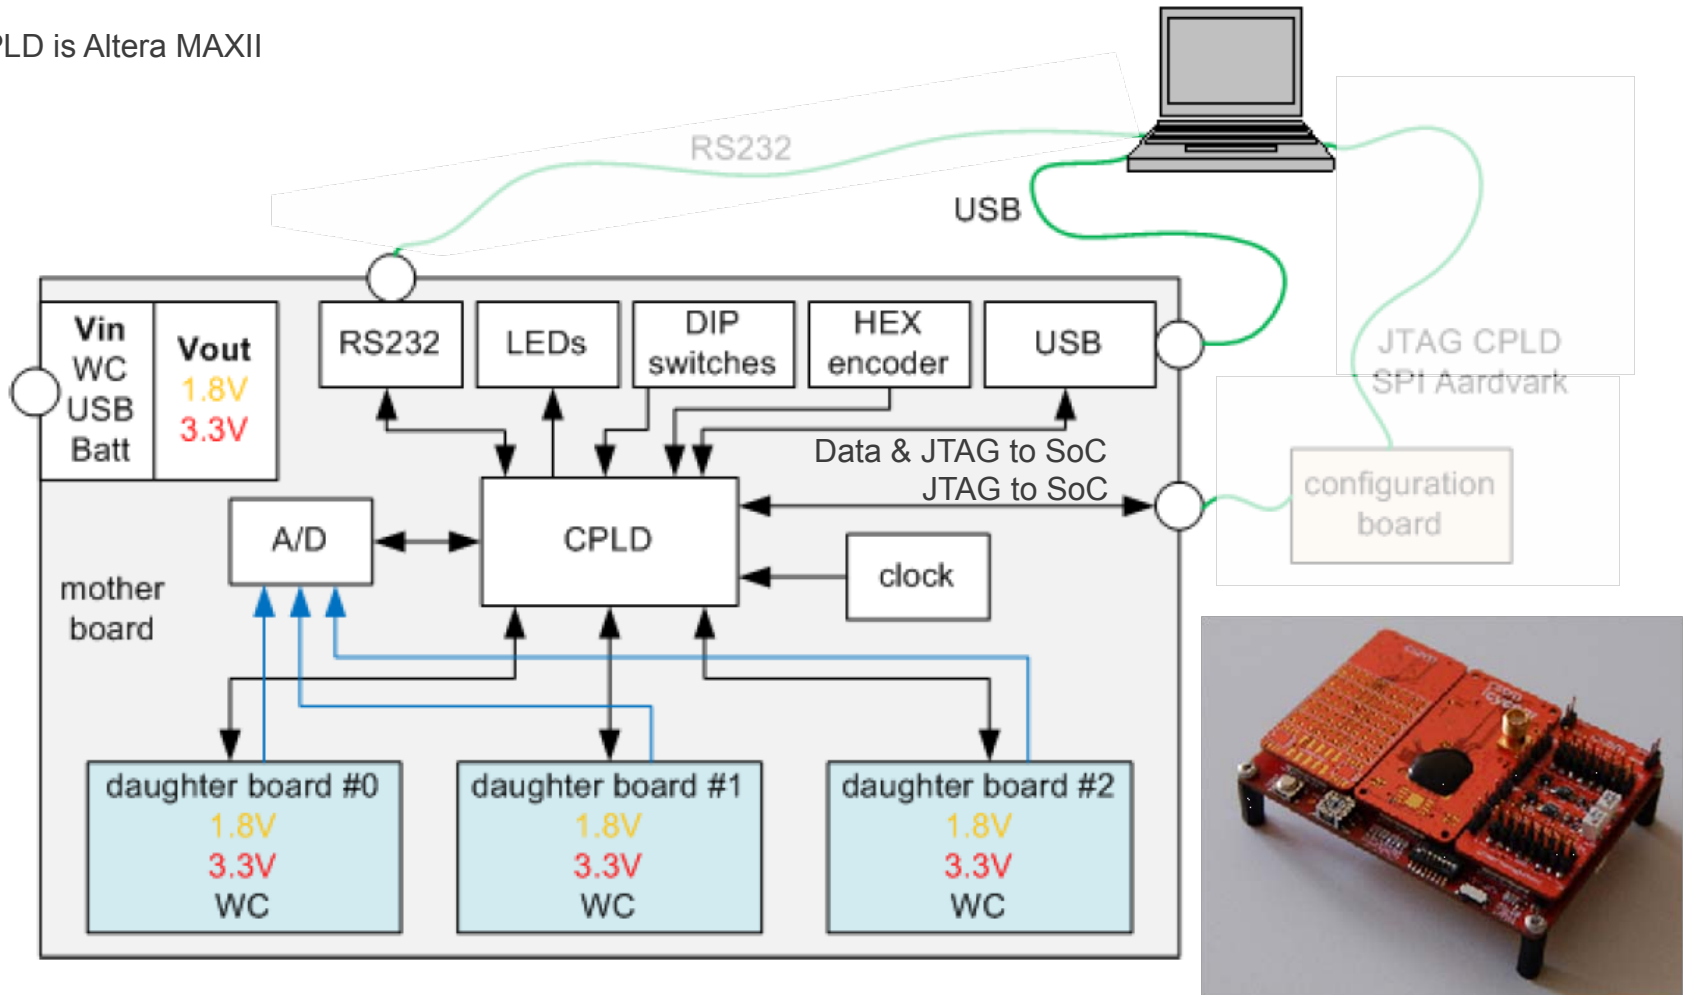 PLD is Altera MAXII
RS232
USB
JTAG CPLD
SPI Aardvark
configuration
board
Vin
WC
USB
Batt
Vout
1.8V
3.3V
RS232
LEDs
DIP
switches
HEX
encoder
USB
Data & JTAG to SoC
JTAG to SoC
A/D
CPLD
clock
mother
board
daughter board #0
1.8V
3.3V
WC
daughter board #1
1.8V
3.3V
WC
daughter board #2
1.8V
3.3V
WC